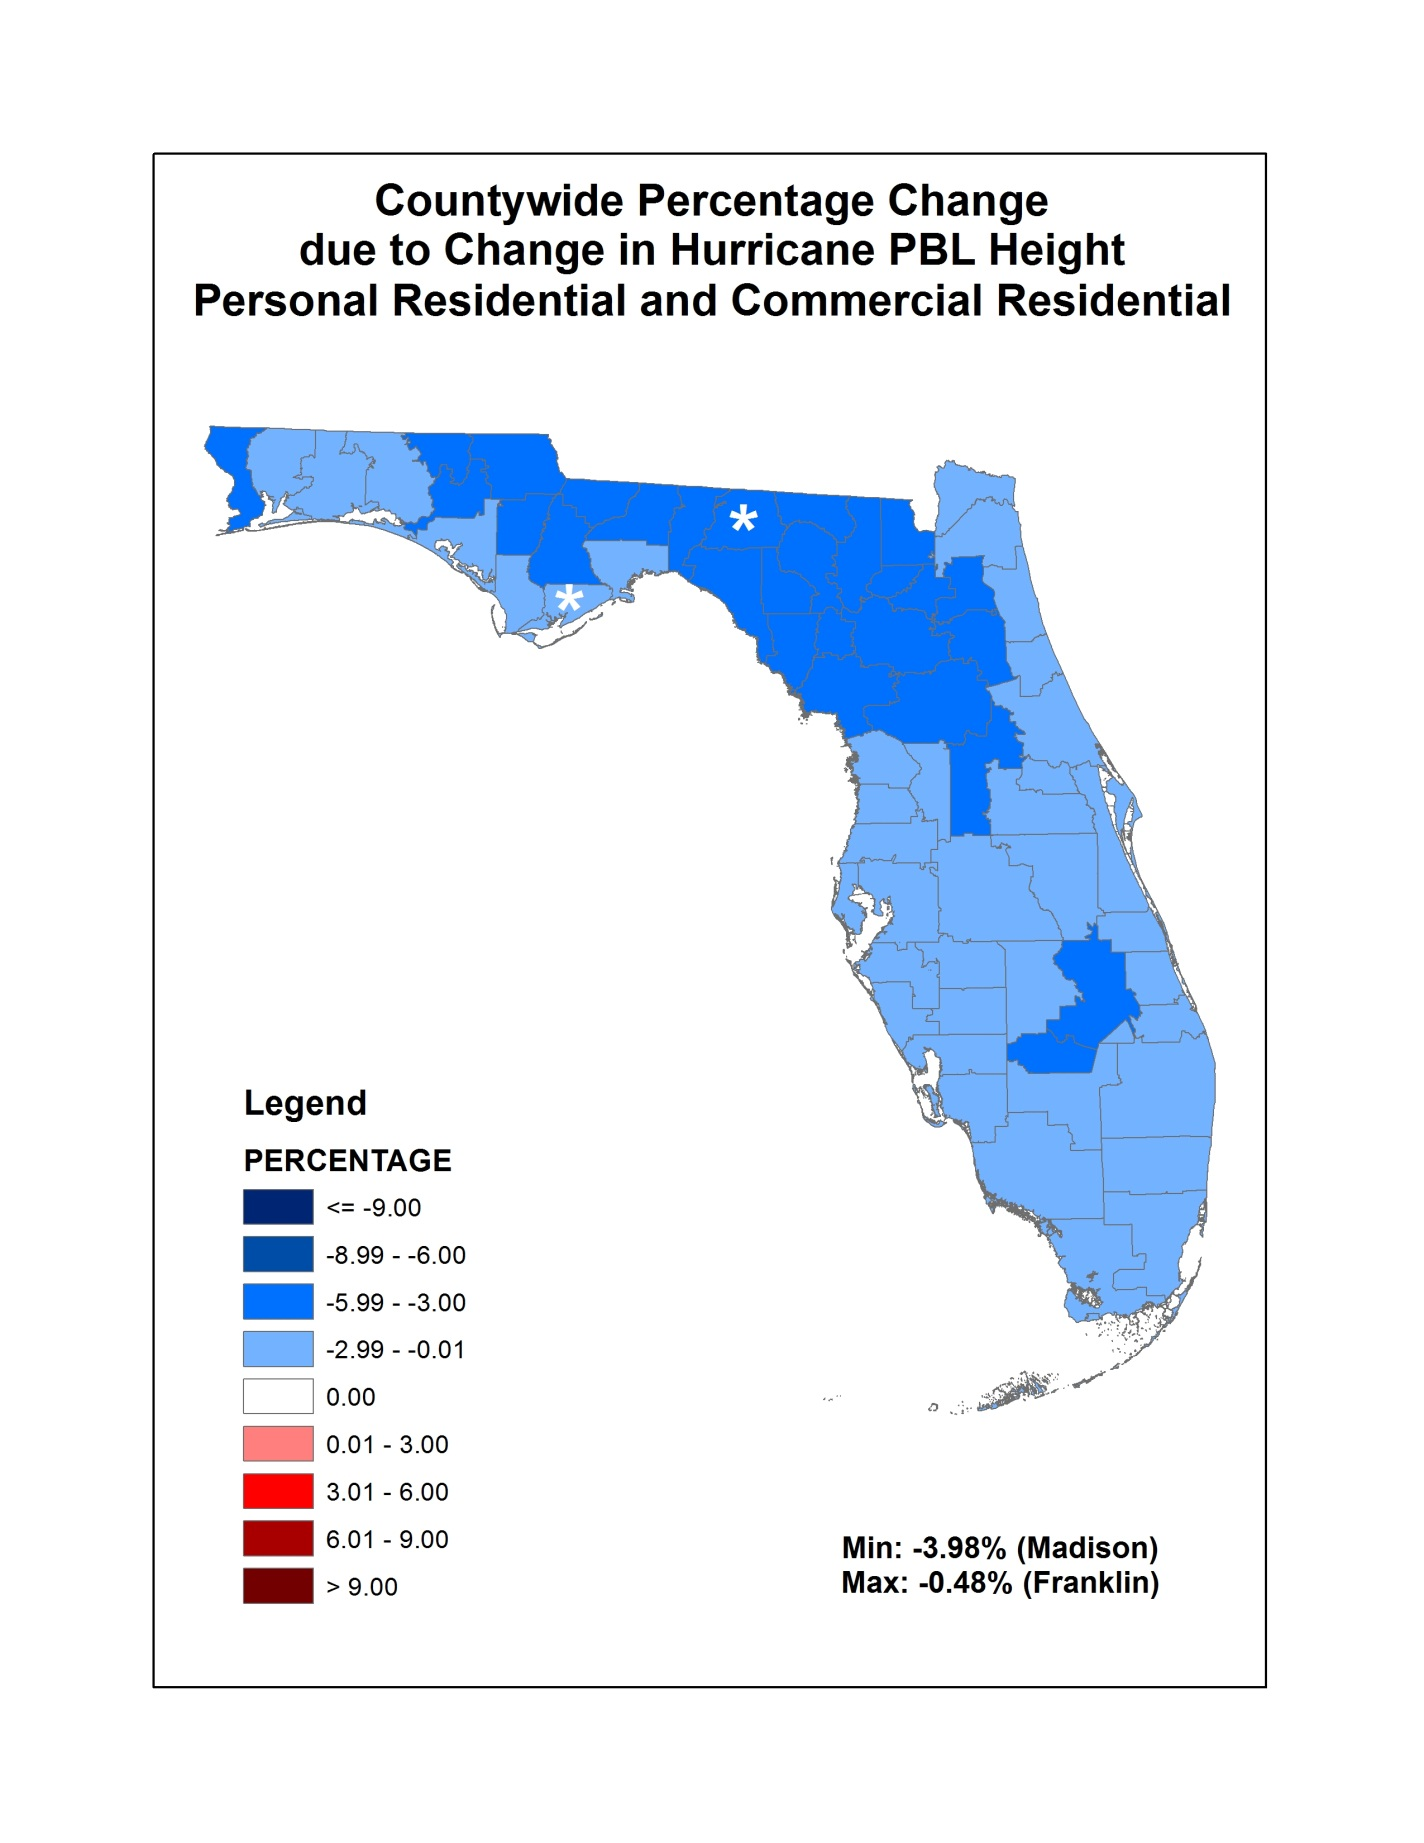 Countywide Percentage Change
due to Change in Hurricane PBL Height
Personal Residential and Commercial Residential
*
*
Legend
PERCENTAGE
<= -9.00
-8.99 - -6.00
-5.99 - -3.00
-2.99 - -0.01
0.00
0.01 - 3.00
3.01 - 6.00
6.01 - 9.00
> 9.00
Min: -3.98% (Madison)
Max: -0.48% (Franklin)